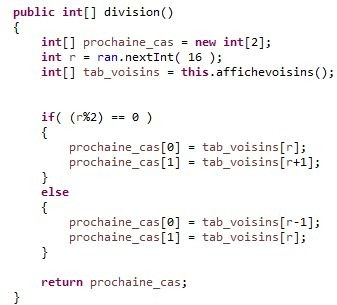 public int[] division()
{
int[] prochaine_cas = new int[2];
int r = ran.nextInt( 16 );
int[] tab_voisins = this.affichevoisins();
if( (r%2) == 0 )
{
prochaine_cas[0] = tab_voisins[r];
prochaine_cas[1] = tab_voisins[r+1];
}
else
{
prochaine_cas[0] = tab_voisins[r-1];
prochaine_cas[1] = tab_voisins[r];
}
return prochaine_cas;
}